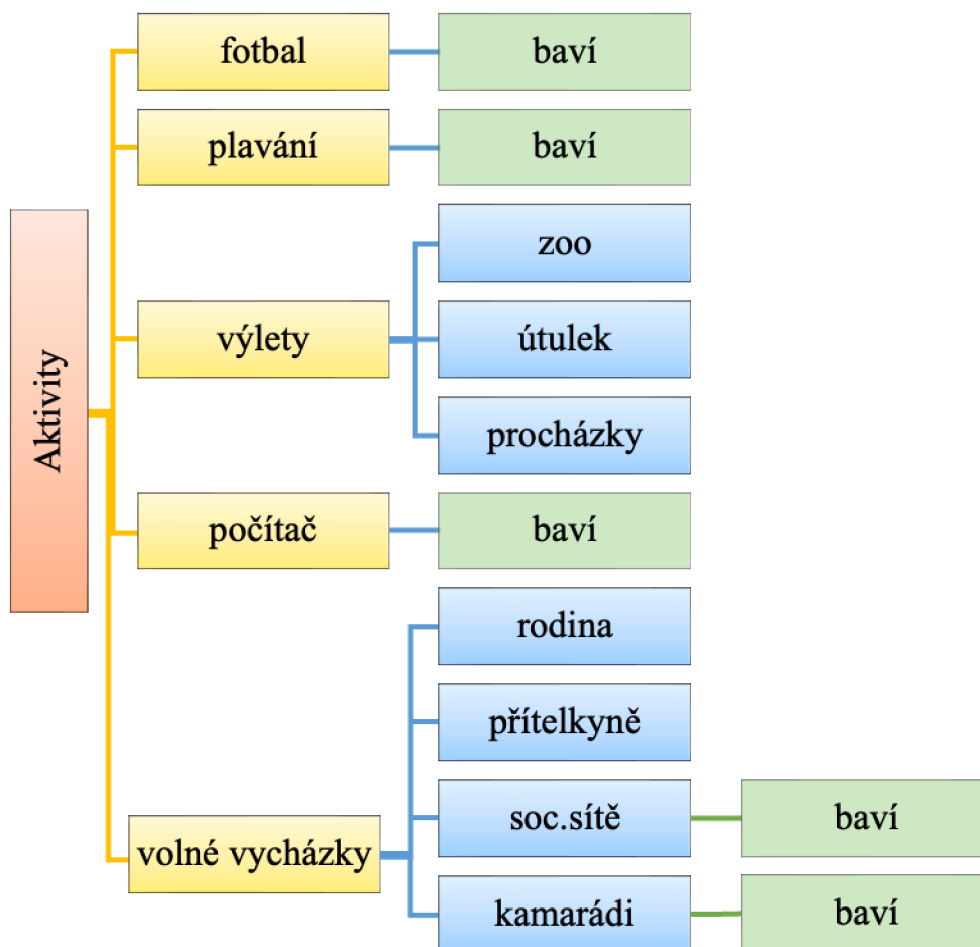 Aktivity
fotbal
baví
plavání
baví
výlety
zoo
útulek
procházky
počítač
baví
volné vycházky
rodina
přítelkyně
soc.sítě
baví
kamarádi
baví